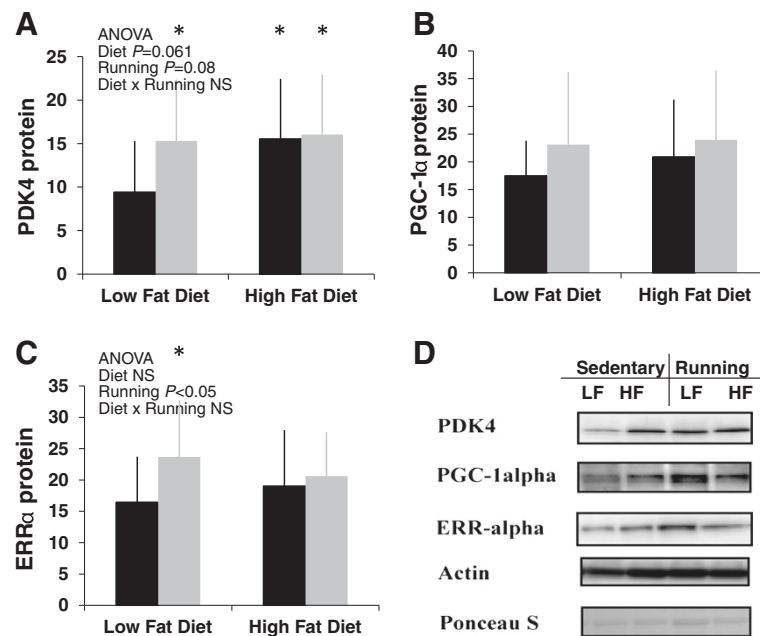 A
ANOVA
Diet P=0.061
Running P=0.08
Diet x Running NS
* * *
PDK4 protein
25
20
15
10
5
0
Low Fat Diet High Fat Diet
B
PGC-1α protein
40
35
30
25
20
15
10
5
0
Low Fat Diet High Fat Diet
C
ANOVA
Diet NS
Running P<0.05
Diet x Running NS
*
ERRα protein
35
30
25
20
15
10
5
0
Low Fat Diet High Fat Diet
D
Sedentary Running
LF HF LF HF
PDK4
PGC-1alpha
ERR-alpha
Actin
Ponceau S